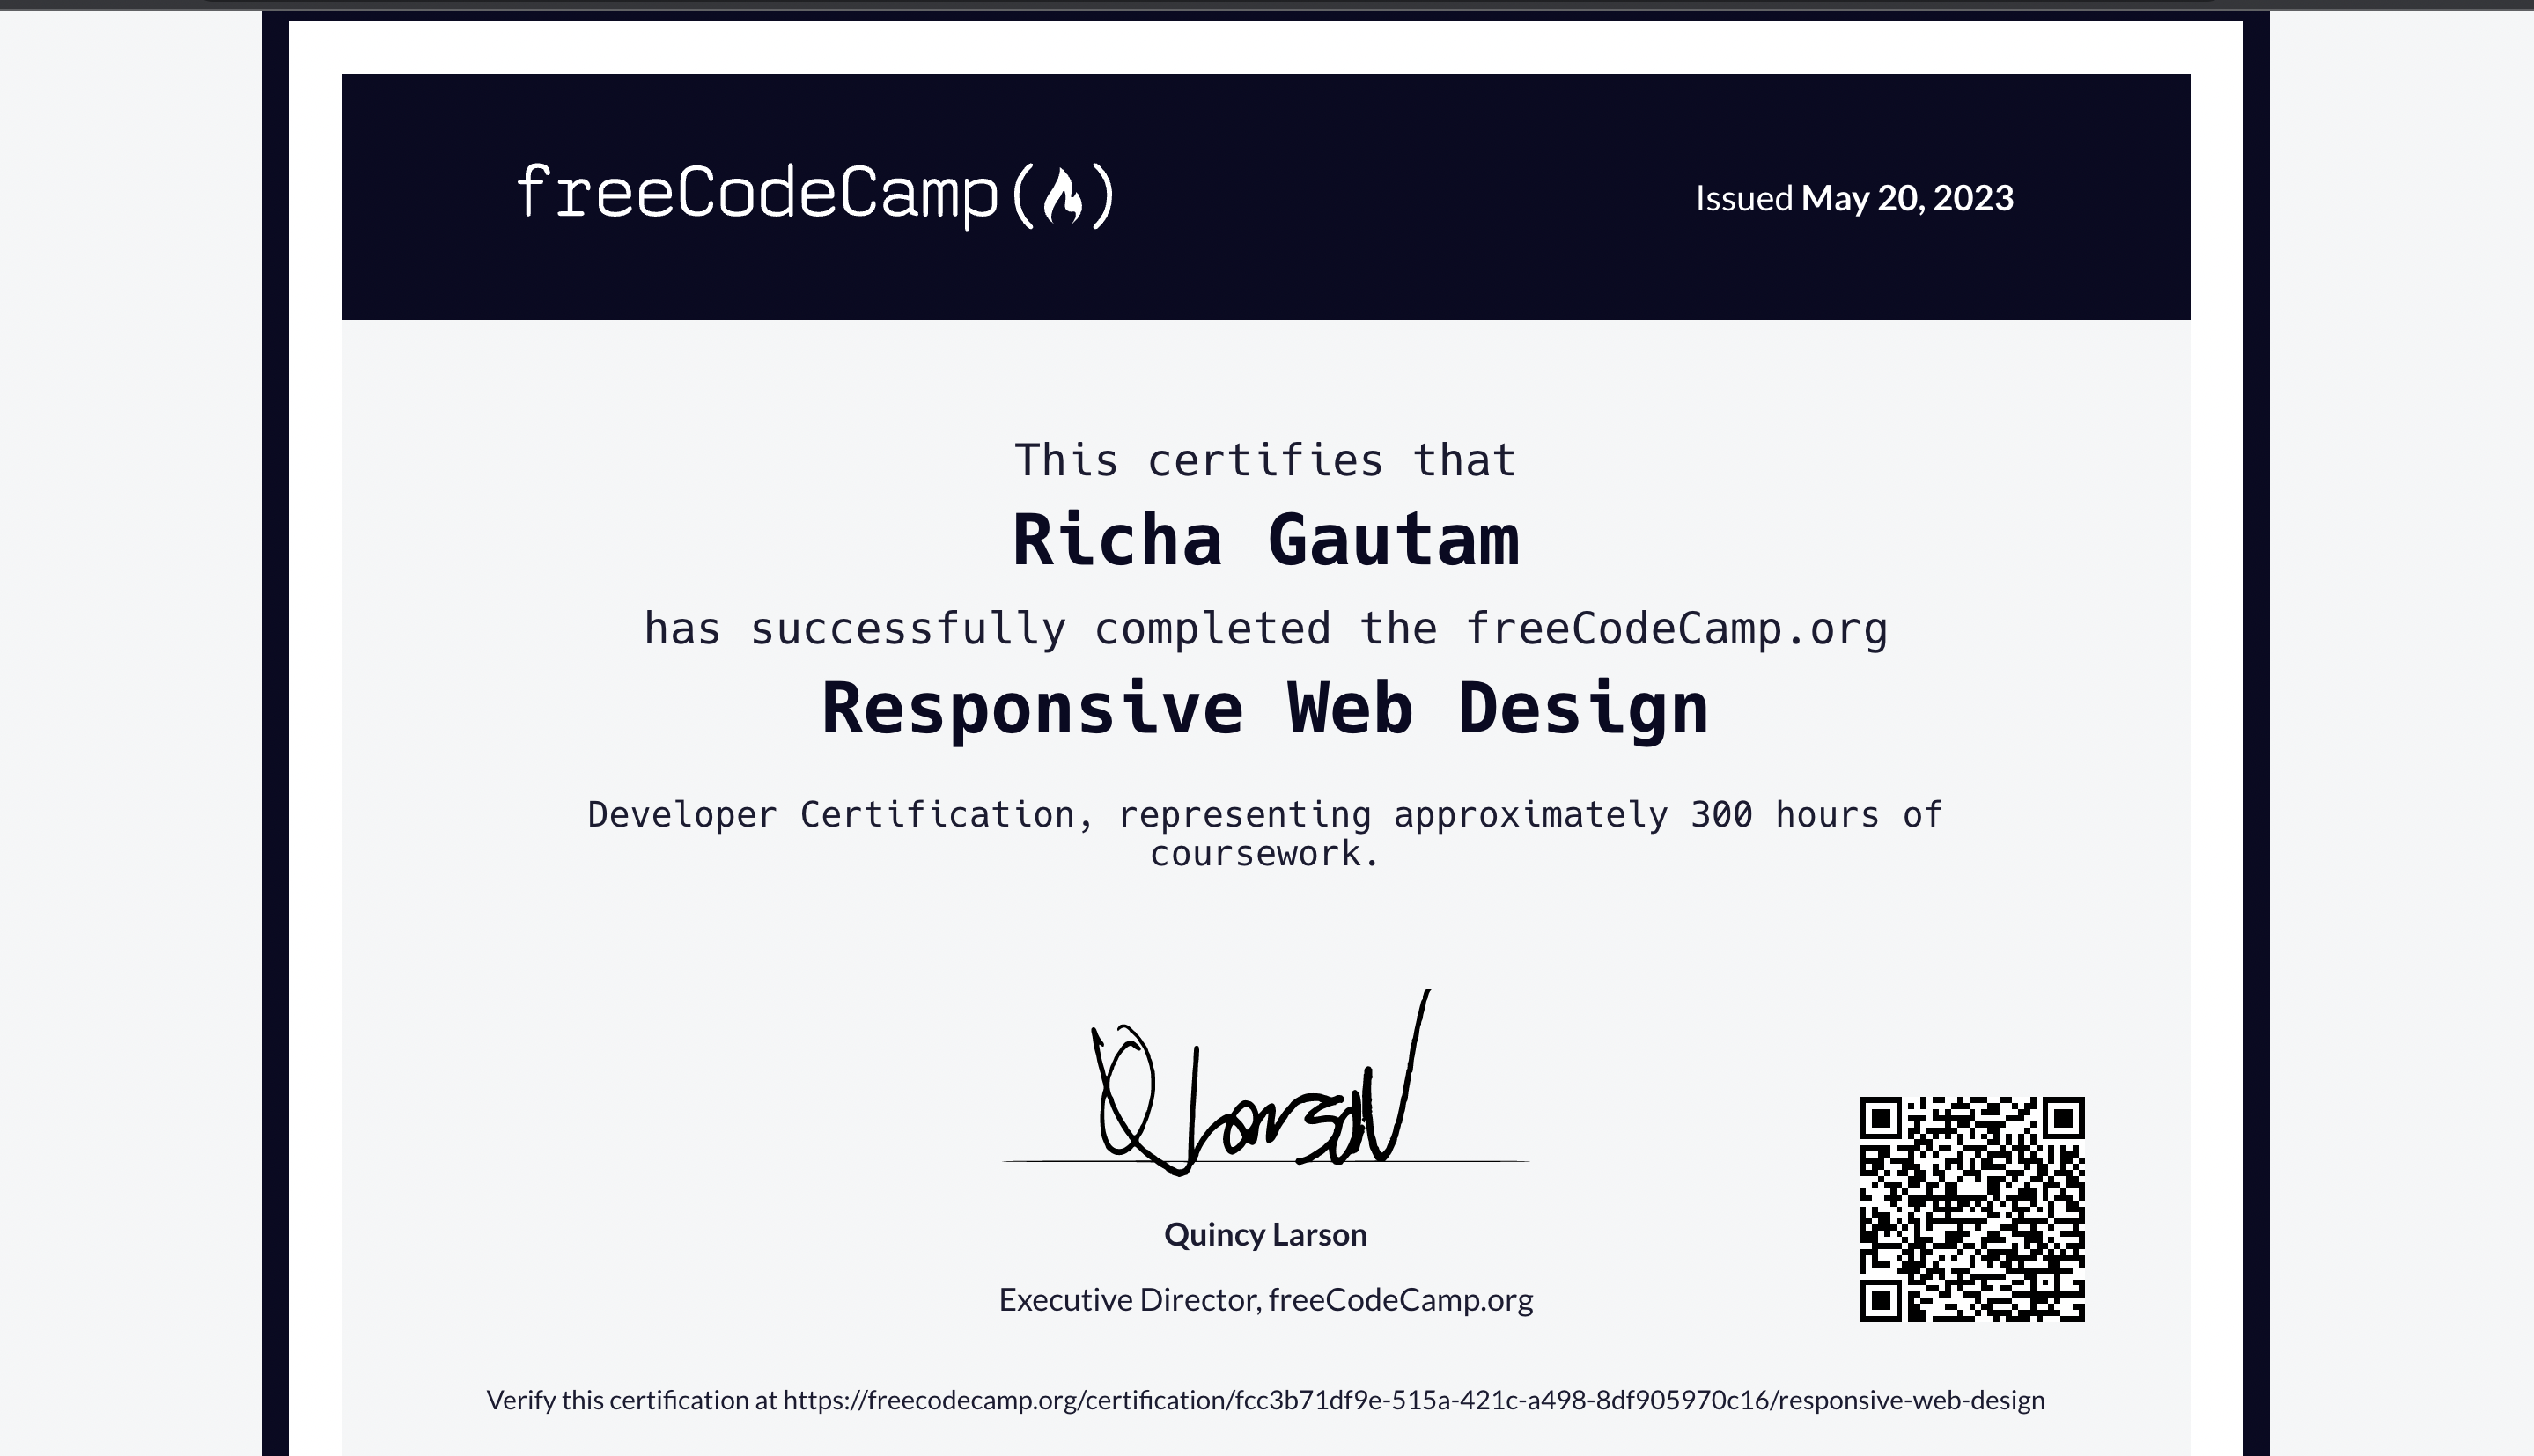 freeCodeCamp
Issued May 20, 2023
This certifies that
Richa Gautam
has successfully completed the freeCodeCamp.org
Responsive Web Design
Developer Certification, representing approximately 300 hours of
coursework.
Q Larson
Quincy Larson
Executive Director, freeCodeCamp.org
Verify this certification at https://freecodecamp.org/certification/fcc3b71df9e-515a-421c-a498-8df905970c16/responsive-web-design